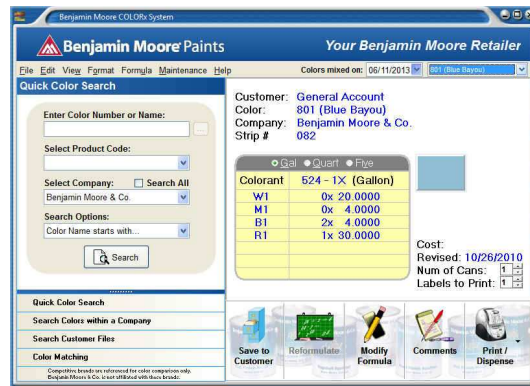 Benjamin Moore COLORx System
Benjamin Moore Paints
Your Benjamin Moore Retailer
File Edit View Format Formula Maintenance Help
Colors mixed on: 06/11/2013 801 (Blue Bayou)
Quick Color Search
Enter Color Number or Name:
Select Product Code:
Select Company: Search All
Benjamin Moore & Co.
Search Options:
Color Name starts with...
Search
Quick Color Search
Search Colors within a Company
Search Customer Files
Color Matching
Competitive brands are referenced for color comparison only.
Benjamin Moore & Co. is not affiliated with these brands.
Customer: General Account
Color: 801 (Blue Bayou)
Company: Benjamin Moore & Co.
Strip # 082
Gal Quart Five
Colorant 524 - 1X (Gallon)
W1 0x 20.0000
M1 0x 4.0000
B1 2x 4.0000
R1 1x 30.0000
Cost:
Revised: 10/26/2010
Num of Cans: 1
Labels to Print: 1
Save to Customer
Reformulate
Modify Formula
Comments
Print / Dispense